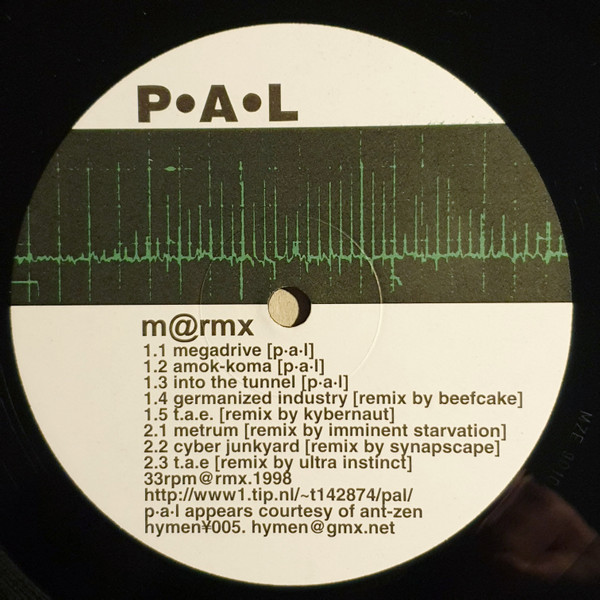 P•A•L
m@rmx
1.1 megadrive [p·a·l]
1.2 amok-koma [p·a·l]
1.3 into the tunnel [p·a·l]
1.4 germanized industry [remix by beefcake]
1.5 t.a.e. [remix by kybernaut]
2.1 metrum [remix by imminent starvation]
2.2 cyber junkyard [remix by synapscape]
2.3 t.a.e [remix by ultra instinct]
33rpm@rmx.1998
http://www1.tip.nl/~t142874/pal/
p·a·l appears courtesy of ant-zen
hymen¥005. hymen@gmx.net